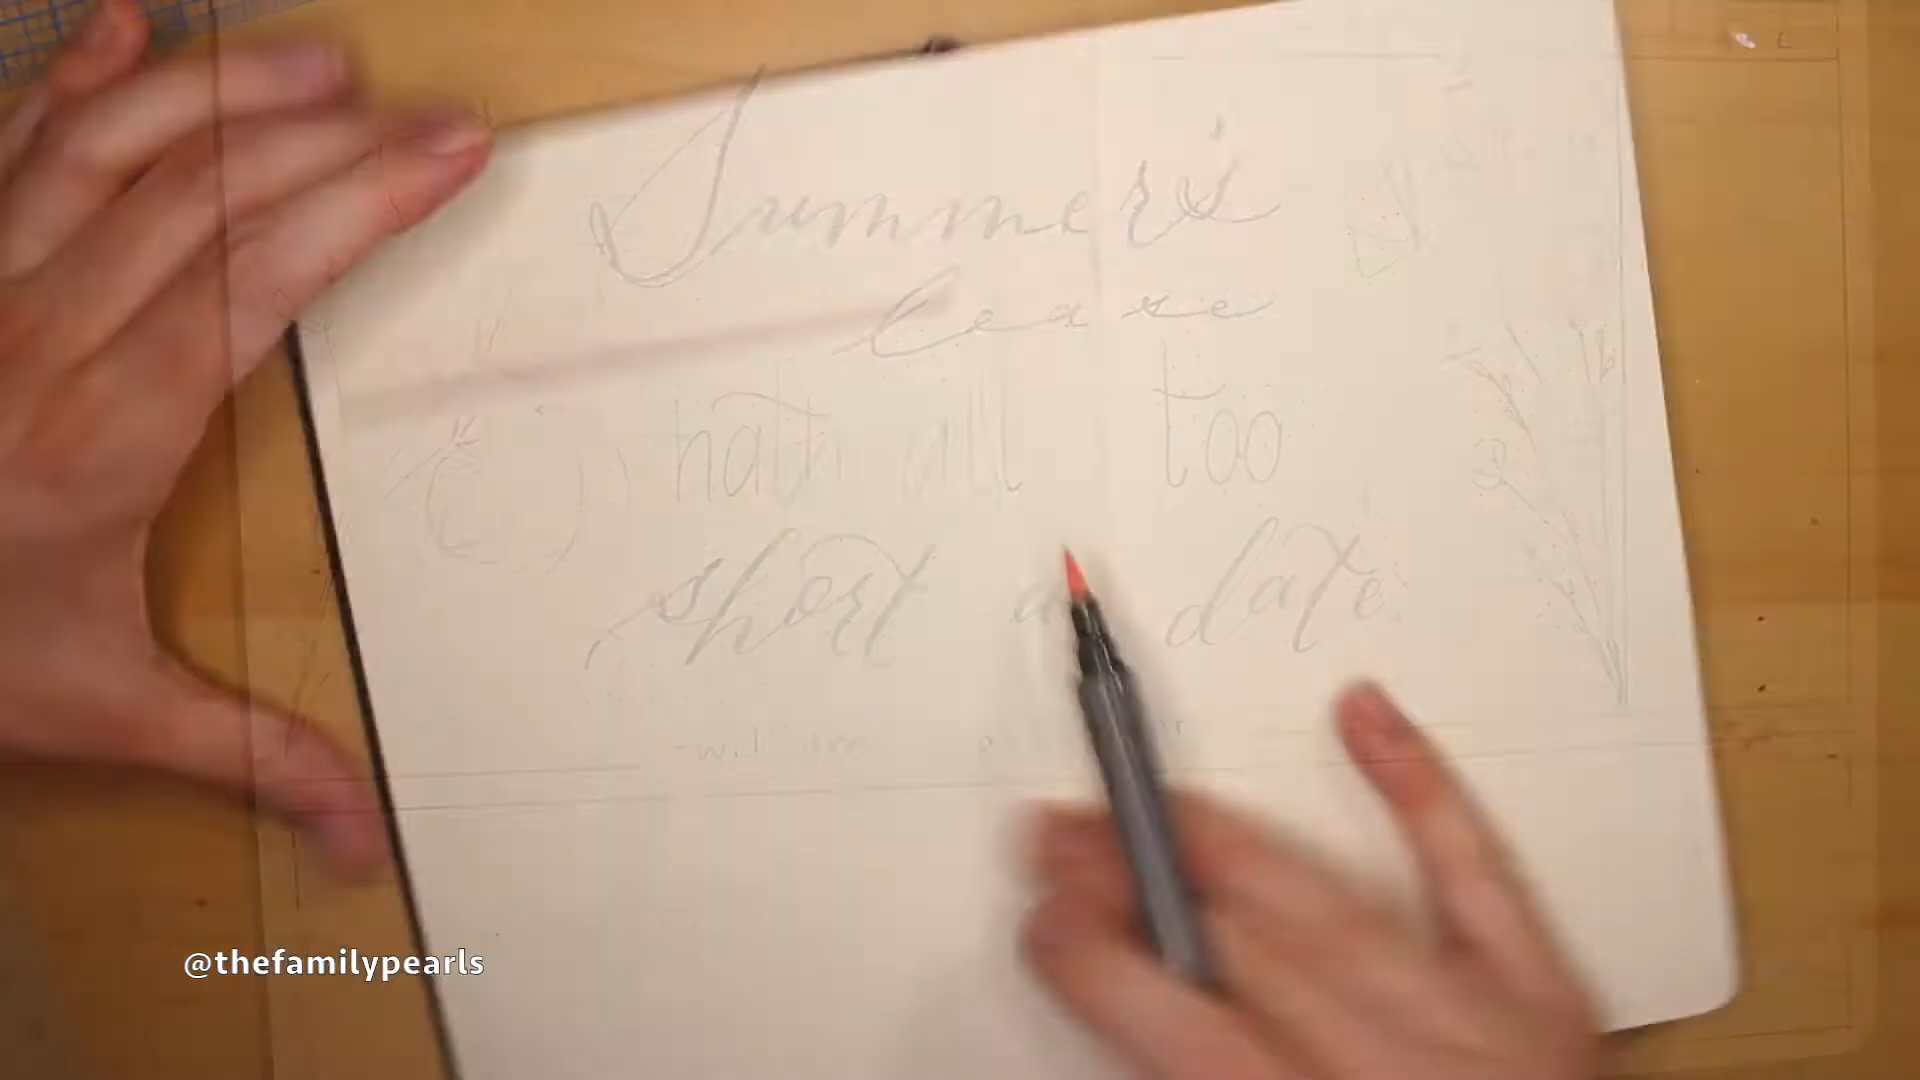 Summer's
lease
hath all too
short a date
@thefamilypearls